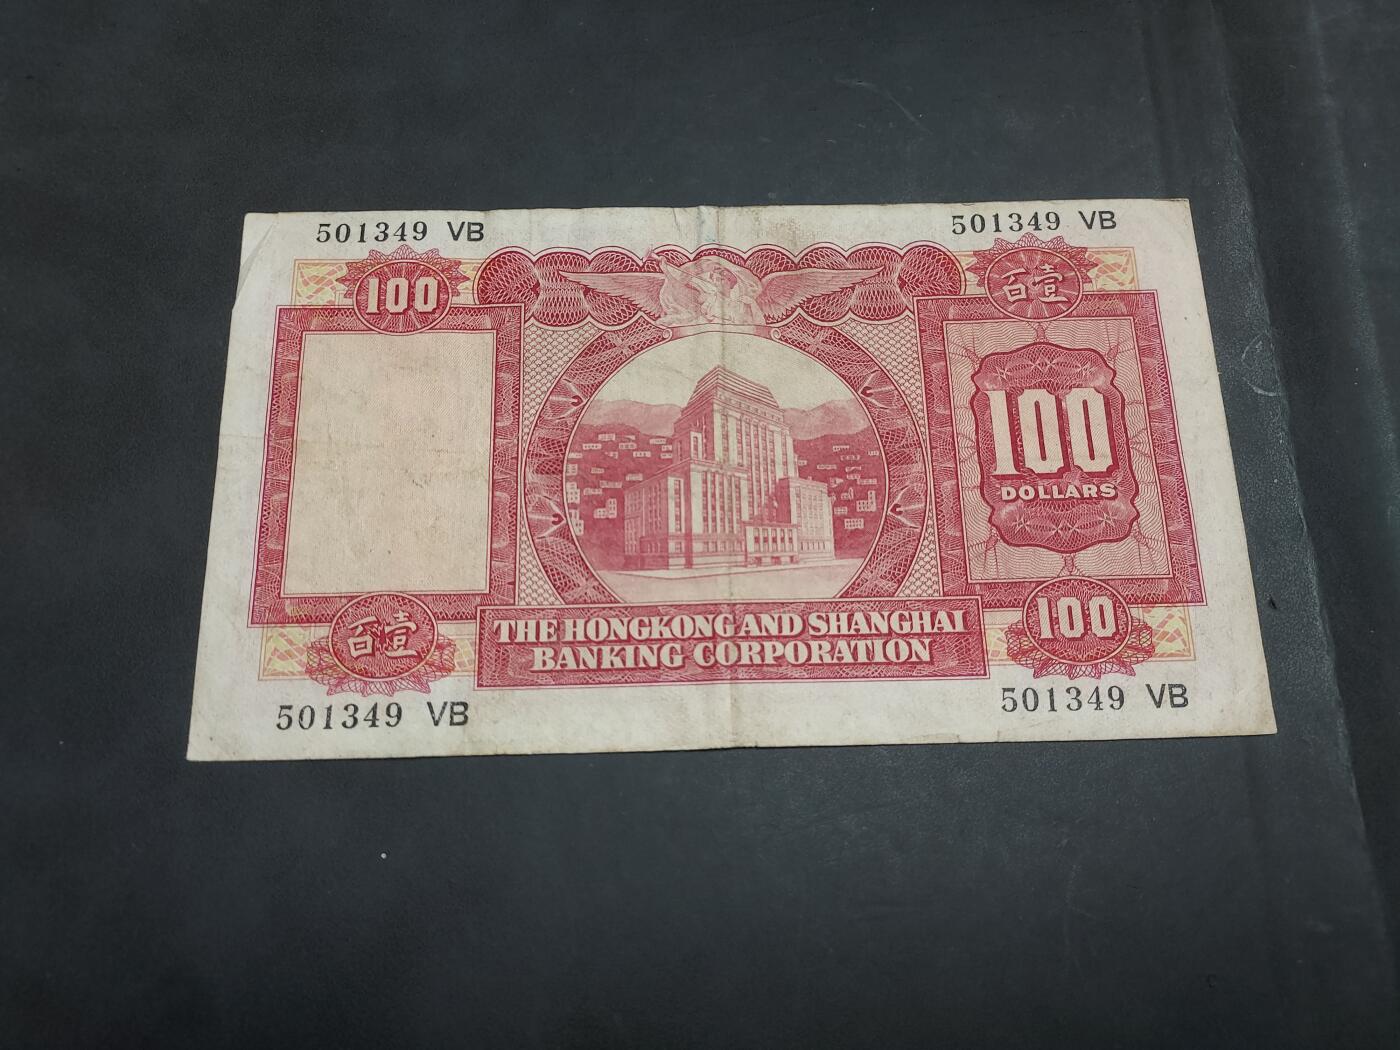 501349 VB
501349 VB
100
百壹
100
DOLLARS
THE HONGKONG AND SHANGHAI
BANKING CORPORATION
百壹
100
501349 VB
501349 VB